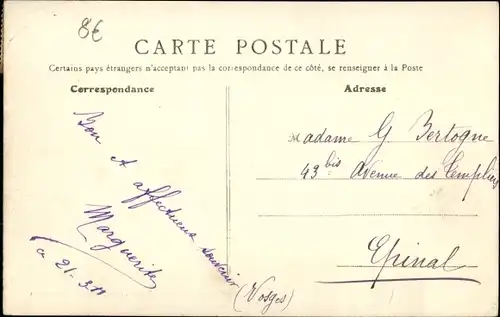 8€
CARTE POSTALE
Certains pays étrangers n'acceptant pas la correspondance de ce côté, se renseigner à la Poste
Correspondance
Adresse
Bon et affectueux souvenir
Marguerite
21-3-11
Madame G Bertogne
43 bis Avenue des Templiers
Epinal
(Vosges)